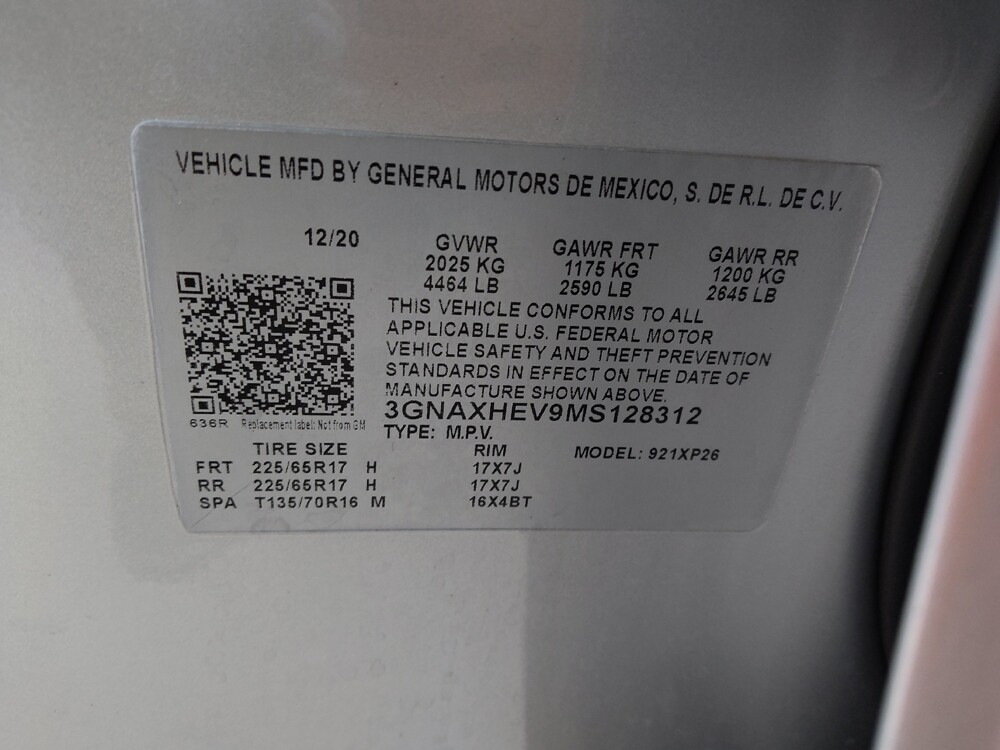 VEHICLE MFD BY GENERAL MOTORS DE MEXICO, S. DE R.L. DE C.V.
12/20 GVWR GAWR FRT GAWR RR
2025 KG 1175 KG 1200 KG
4464 LB 2590 LB 2645 LB
THIS VEHICLE CONFORMS TO ALL
APPLICABLE U.S. FEDERAL MOTOR
VEHICLE SAFETY AND THEFT PREVENTION
STANDARDS IN EFFECT ON THE DATE OF
MANUFACTURE SHOWN ABOVE.
3GNAXHEV9MS128312
636R Replacement label: Not from GM
TYPE: M.P.V.
TIRE SIZE RIM MODEL: 921XP26
FRT 225/65R17 H 17X7J
RR 225/65R17 H 17X7J
SPA T135/70R16 M 16X4BT